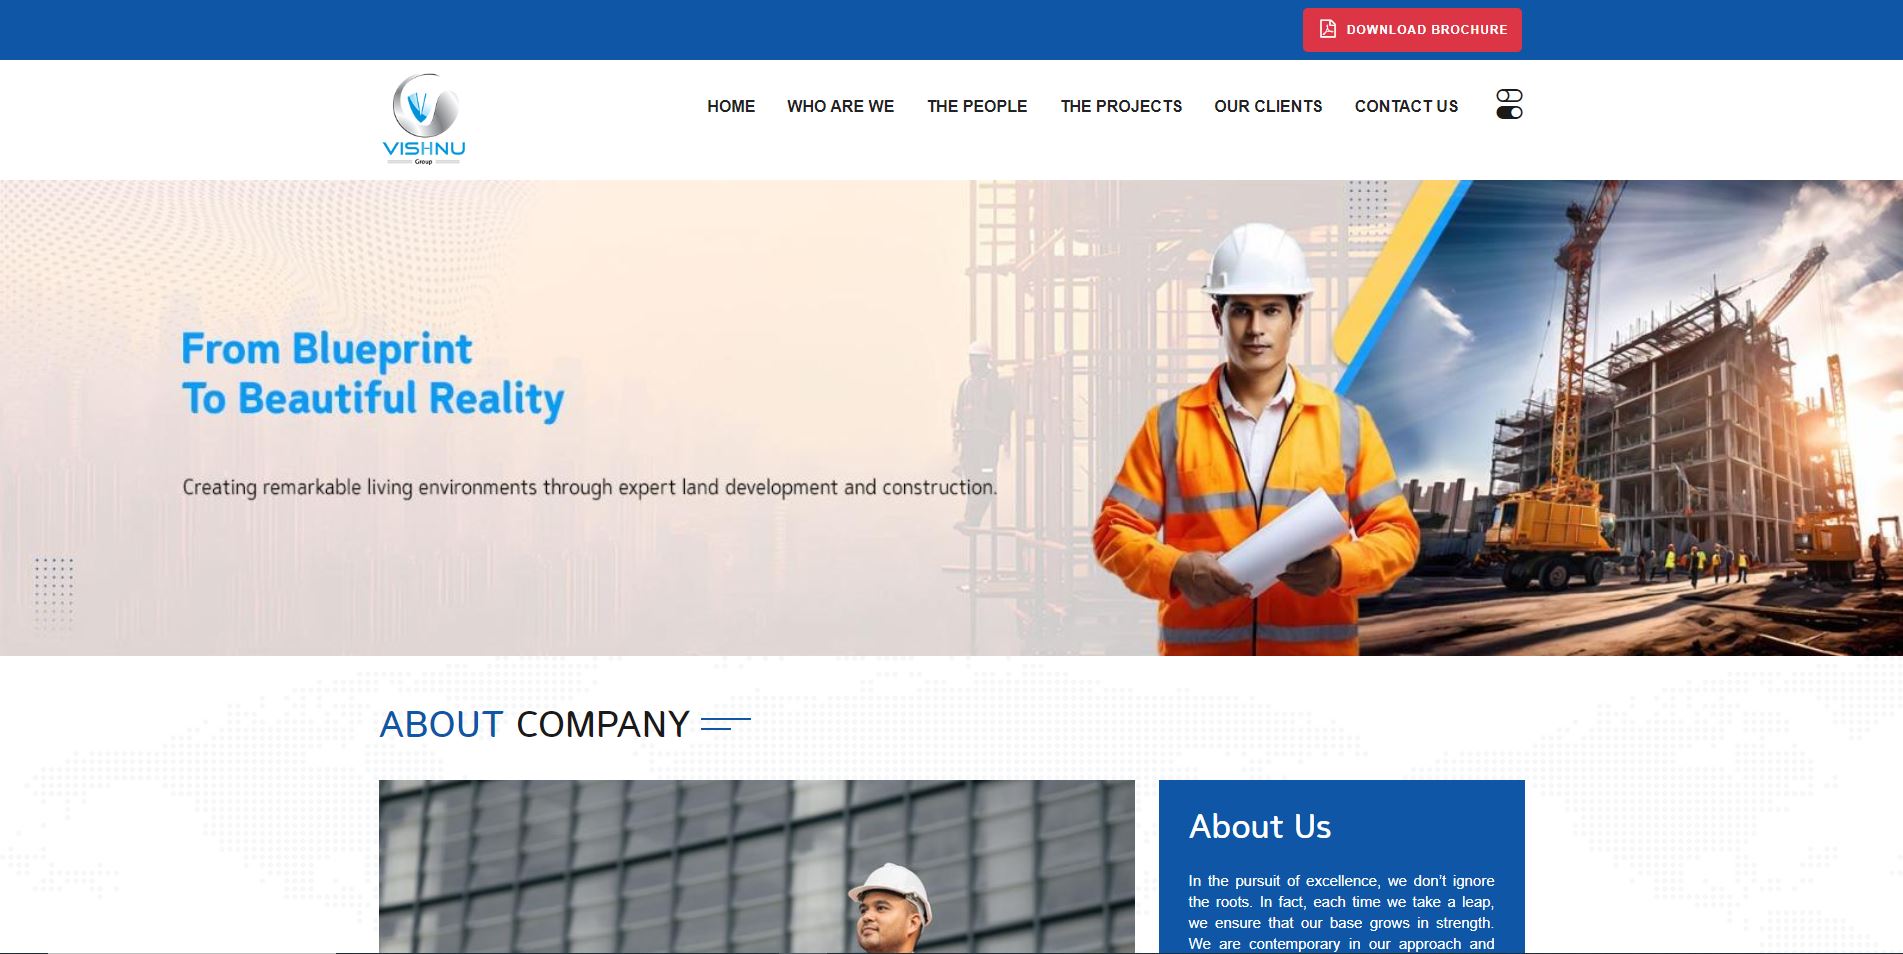 DOWNLOAD BROCHURE
VISHNU
Group
HOME WHO ARE WE THE PEOPLE THE PROJECTS OUR CLIENTS CONTACT US
From Blueprint
To Beautiful Reality
Creating remarkable living environments through expert land development and construction.
ABOUT COMPANY
About Us
In the pursuit of excellence, we don’t ignore
the roots. In fact, each time we take a leap,
we ensure that our base grows in strength.
We are contemporary in our approach and